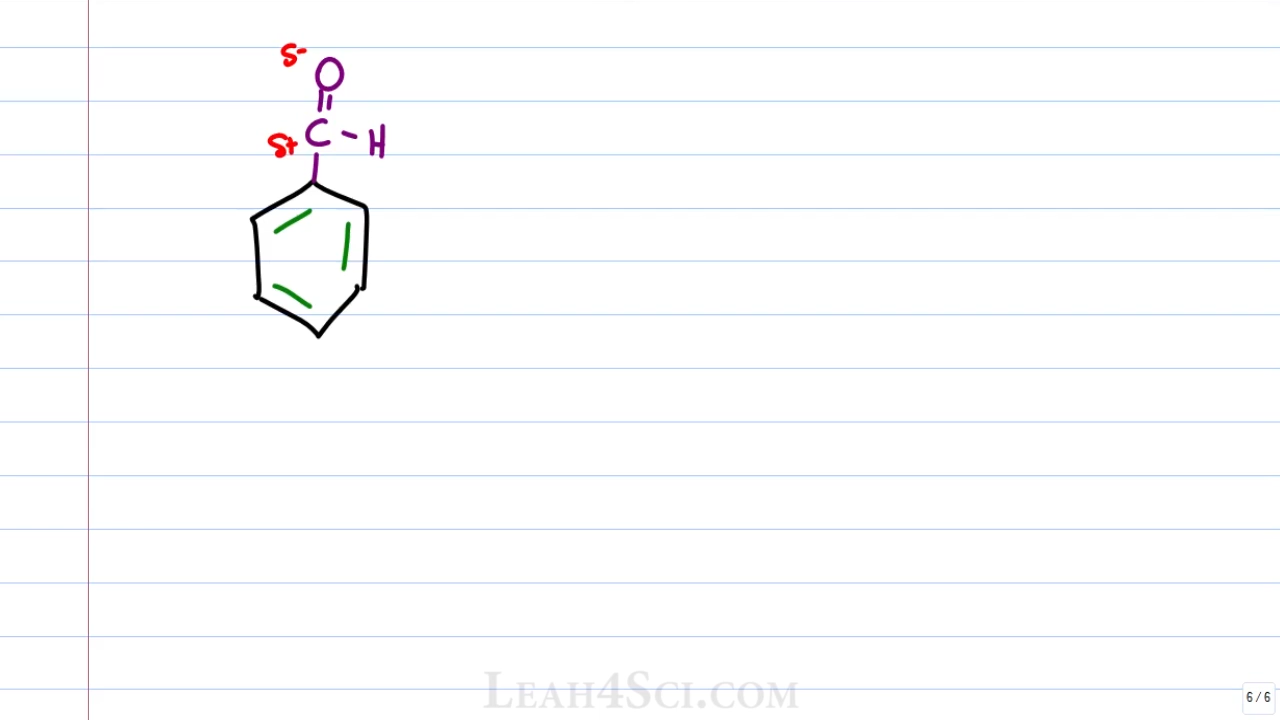 δ-
O
δ+ C - H
LEAH4SCI.COM
6/6